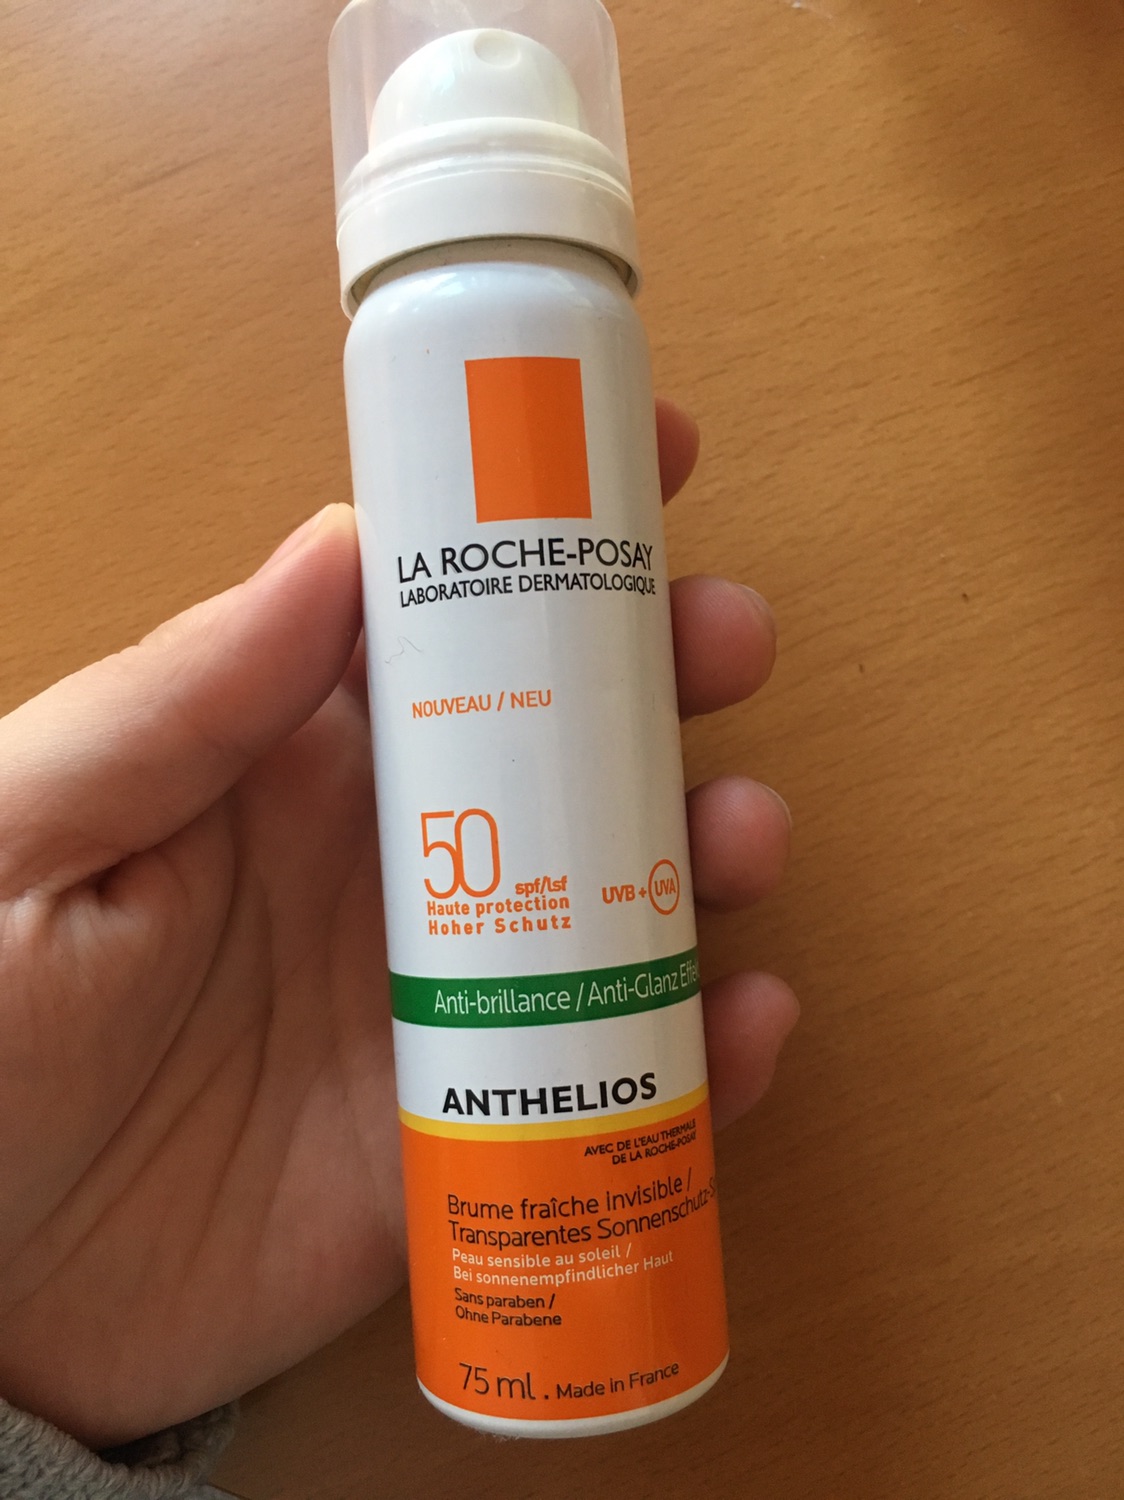 LA ROCHE-POSAY
LABORATOIRE DERMATOLOGIQUE
NOUVEAU / NEU
50 spf/lsf
Haute protection
Hoher Schutz
UVB + UVA
Anti-brillance / Anti-Glanz
ANTHELIOS
AVEC DE L'EAU THERMALE
DE LA ROCHE-POSAY
Brume fraîche Invisible /
Transparentes Sonnenschutz-
Peau sensible au soleil /
Bei sonnenempfindlicher Haut
Sans paraben /
Ohne Parabene
75 ml . Made in France